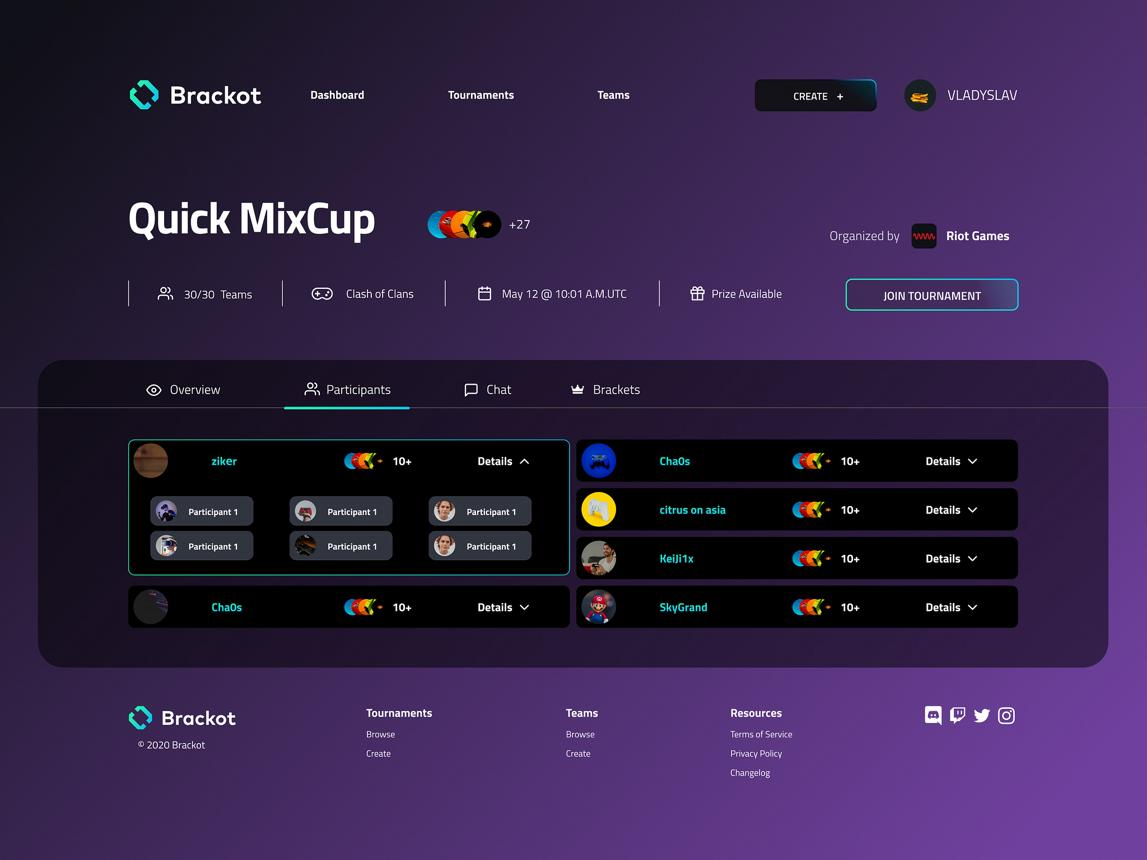 Brackot
Dashboard
Tournaments
Teams
CREATE +
VLADYSLAV
Quick MixCup
+27
Organized by
Riot Games
30/30 Teams
Clash of Clans
May 12 @ 10:01 A.M.UTC
Prize Available
JOIN TOURNAMENT
Overview
Participants
Chat
Brackets
ziker
10+
Details
Participant 1
Participant 1
Participant 1
Participant 1
Participant 1
Participant 1
Cha0s
10+
Details
Cha0s
10+
Details
citrus on asia
10+
Details
KeiJi1x
10+
Details
SkyGrand
10+
Details
Brackot
© 2020 Brackot
Tournaments
Browse
Create
Teams
Browse
Create
Resources
Terms of Service
Privacy Policy
Changelog